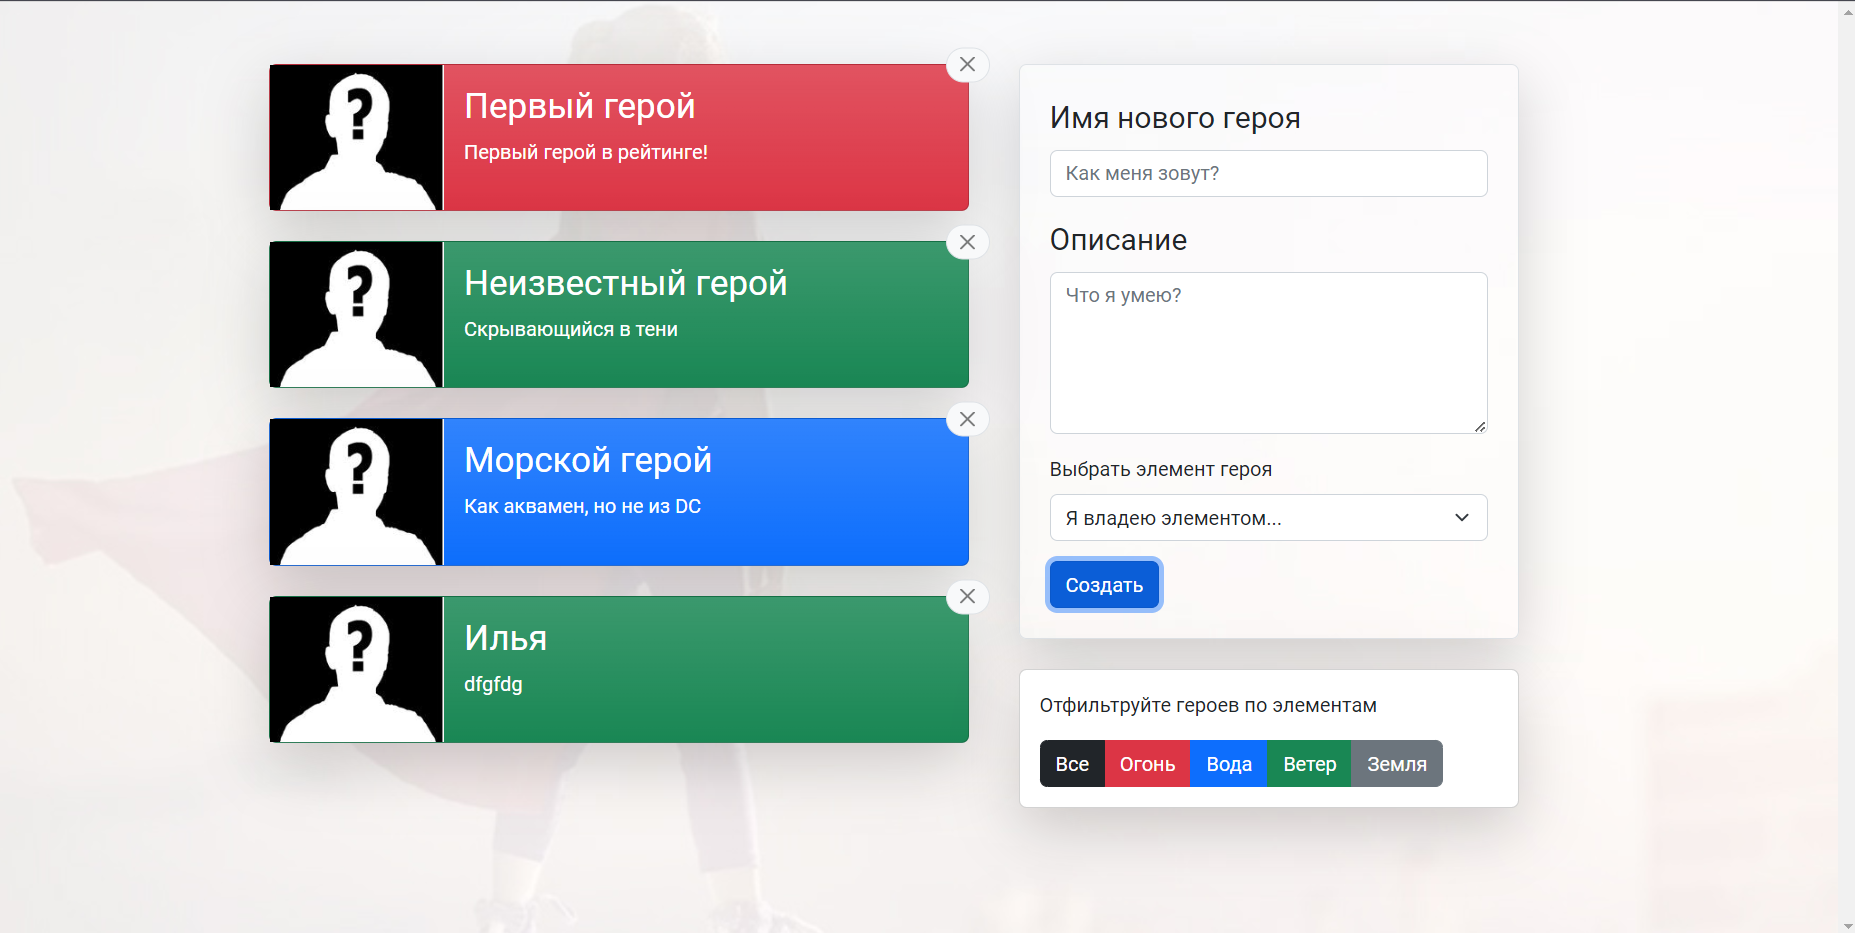 Первый герой
Первый герой в рейтинге!
Неизвестный герой
Скрывающийся в тени
Морской герой
Как аквамен, но не из DC
Илья
dfgfdg
Имя нового героя
Как меня зовут?
Описание
Что я умею?
Выбрать элемент героя
Я владею элементом...
Создать
Отфильтруйте героев по элементам
Все Огонь Вода Ветер Земля